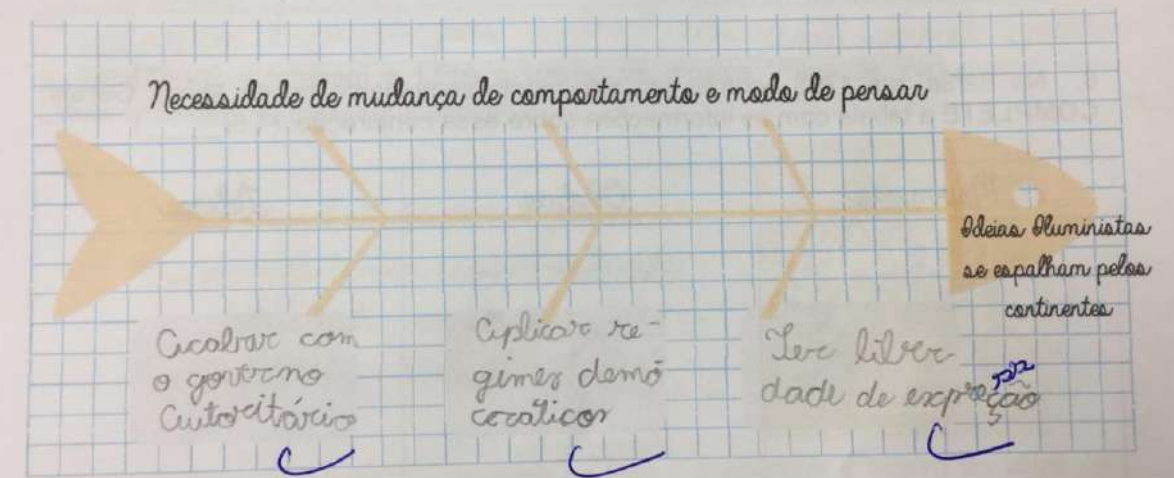 Necessidade de mudança de comportamento e modo de pensar
Ideias Iluministas
se espalham pelos
continentes
Acabar com
o governo
Autoritário
Aplicar re-
gimes demo
cráticos
Ter liber
dade de expreção